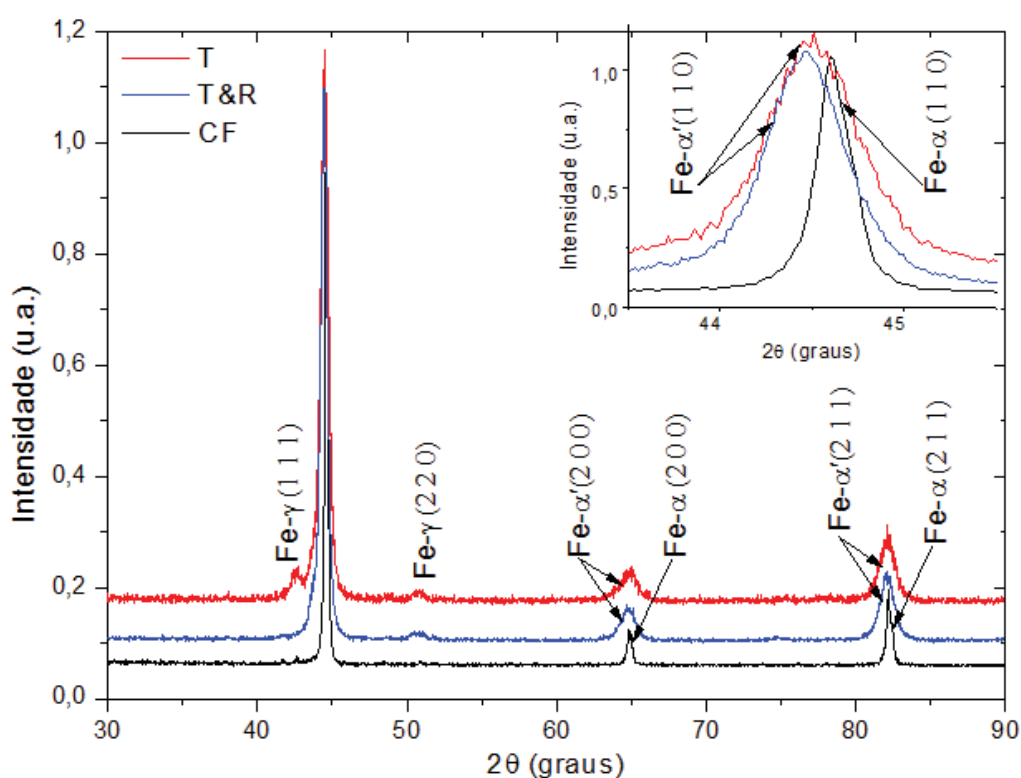 1,2
1,0
0,8
0,6
0,4
0,2
0,0
Intensidade (u.a.)
T
T&R
CF
Fe-γ(111)
Fe-γ(220)
Fe-α′(200)
Fe-α(200)
Fe-α′(211)
Fe-α(211)
30 40 50 60 70 80 90
2θ (graus)
1,0
0,5
0,0
Intensidade (u.a.)
Fe-α′(110)
Fe-α(110)
44 45
2θ (graus)